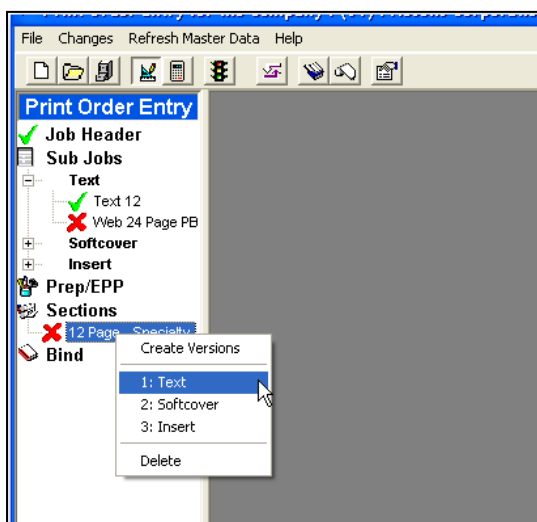 File Changes Refresh Master Data Help
Print Order Entry
Job Header
Sub Jobs
Text
Text 12
Web 24 Page PB
Softcover
Insert
Prep/EPP
Sections
12 Page - Specialty
Bind
Create Versions
1: Text
2: Softcover
3: Insert
Delete